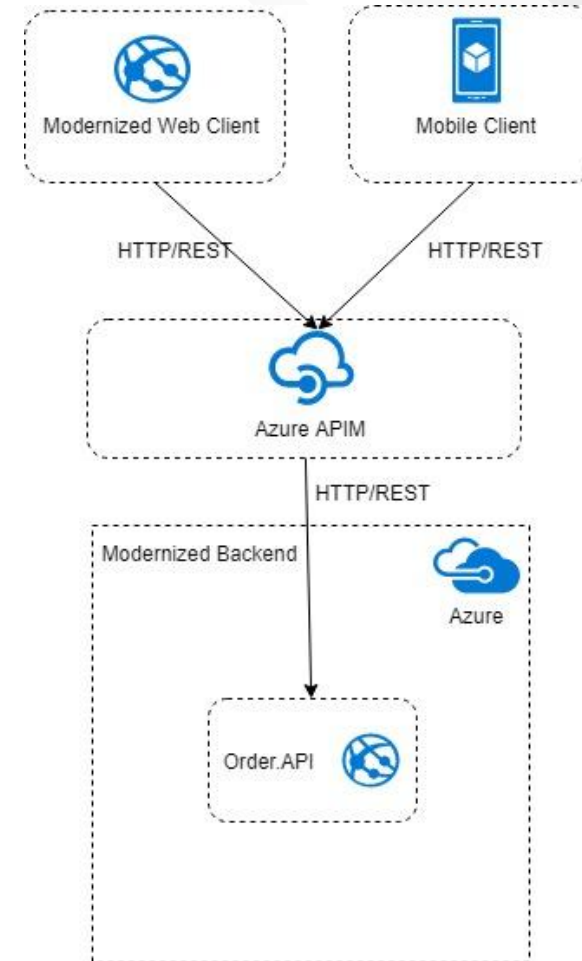 Modernized Web Client
Mobile Client
HTTP/REST
HTTP/REST
Azure APIM
HTTP/REST
Modernized Backend
Azure
Order.API